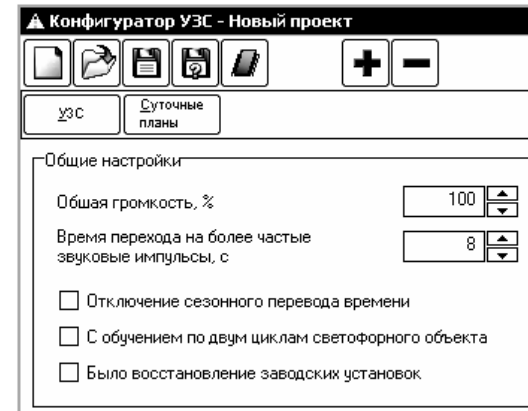 Конфигуратор УЗС - Новый проект
УЗС
Суточные
планы
Общие настройки
Обшая громкость, %
100
Время перехода на более частые
звуковые импульсы, с
8
Отключение сезонного перевода времени
С обучением по двум циклам светофорного объекта
Было восстановление заводских установок